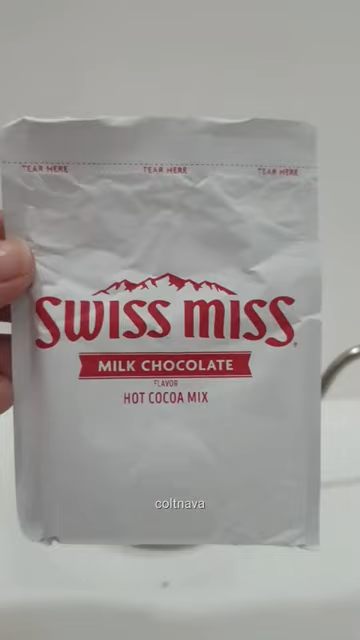 TEAR HERE TEAR HERE TEAR HERE
SWISS MISS
MILK CHOCOLATE
FLAVOR
HOT COCOA MIX
coltnava